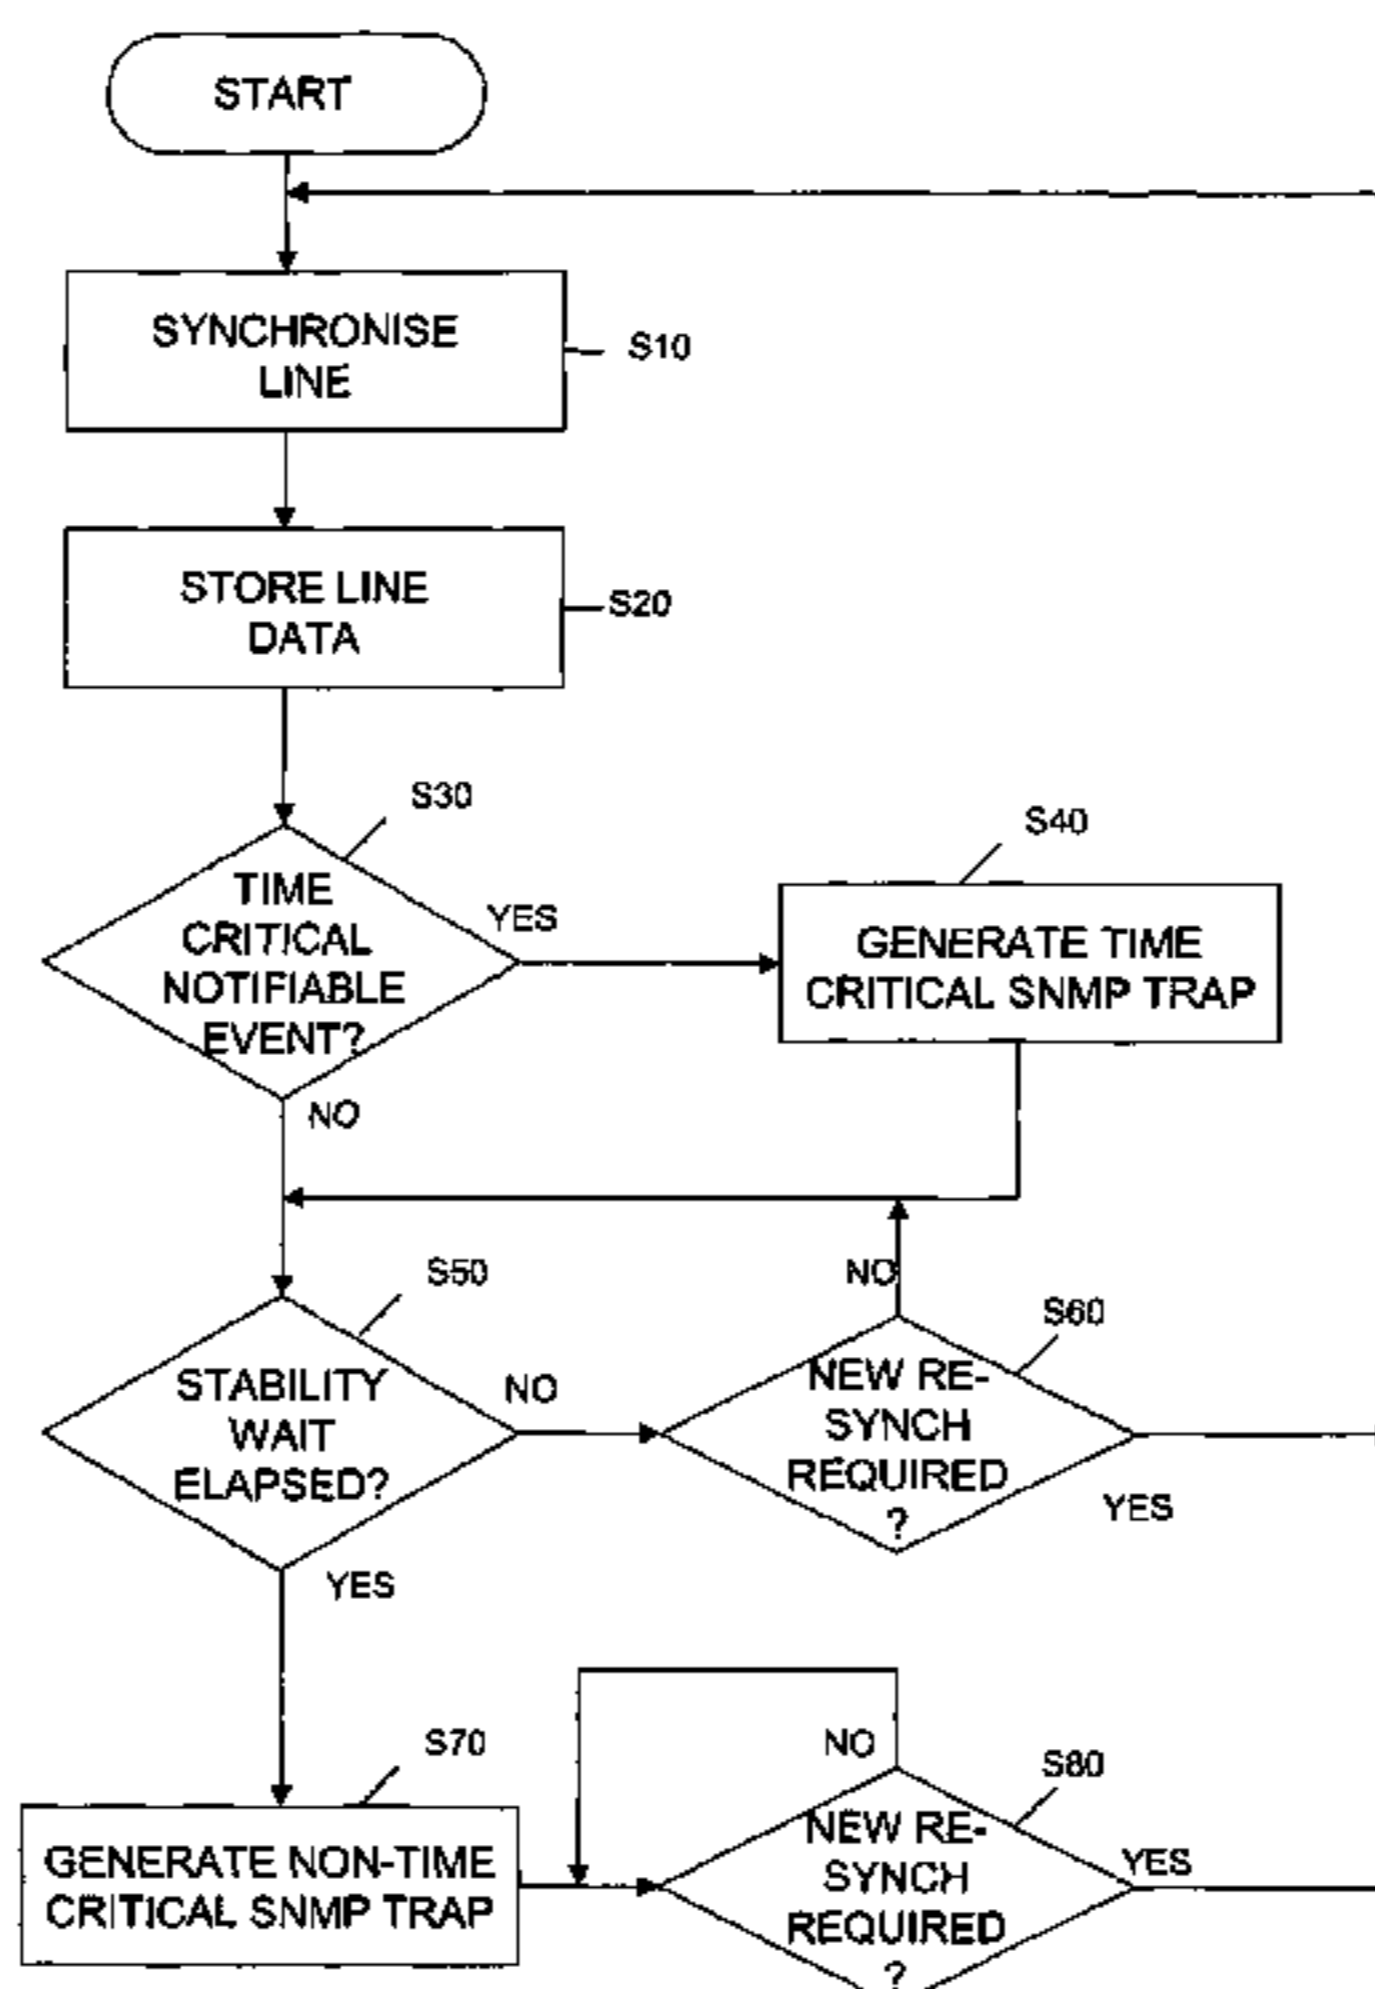 START
SYNCHRONISE
LINE
S10
STORE LINE
DATA
S20
S30
TIME
CRITICAL
NOTIFIABLE
EVENT?
YES
NO
S40
GENERATE TIME
CRITICAL SNMP TRAP
S50
STABILITY
WAIT
ELAPSED?
NO
YES
NO
S60
NEW RE-
SYNCH
REQUIRED
?
YES
S70
GENERATE NON-TIME
CRITICAL SNMP TRAP
NO
S80
NEW RE-
SYNCH
REQUIRED
?
YES